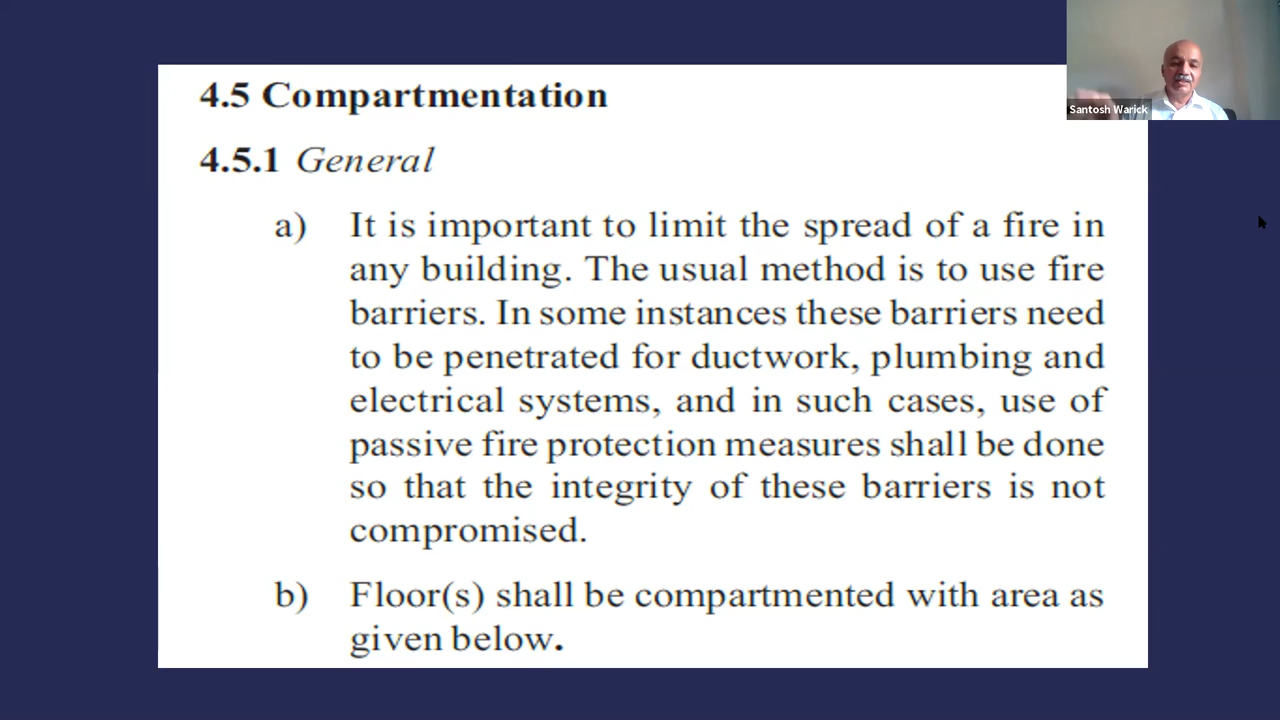 Santosh Warick
4.5 Compartmentation
4.5.1 General
a) It is important to limit the spread of a fire in
any building. The usual method is to use fire
barriers. In some instances these barriers need
to be penetrated for ductwork, plumbing and
electrical systems, and in such cases, use of
passive fire protection measures shall be done
so that the integrity of these barriers is not
compromised.
b) Floor(s) shall be compartmented with area as
given below.